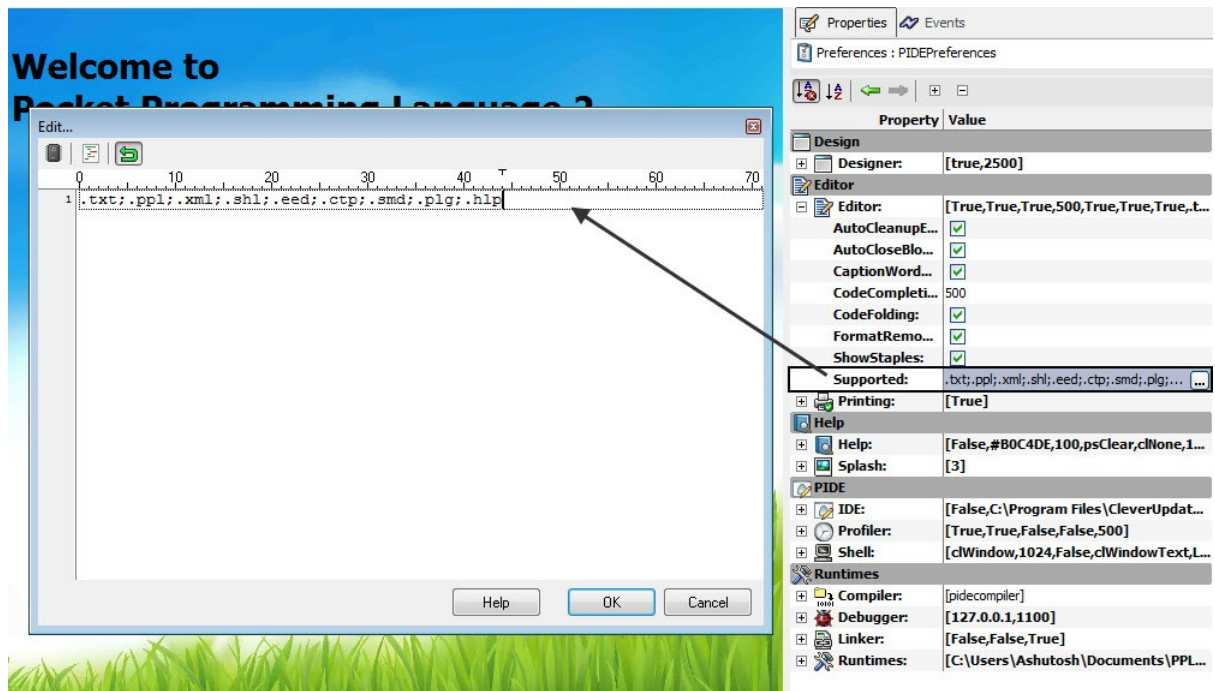 Welcome to
Pocket Programming Language 2
Edit...
0 10 20 30 40 50 60 70
1 .txt;.ppl;.xml;.shl;.eed;.ctp;.smd;.plg;.hlp
Help OK Cancel
Properties Events
Preferences : PIDEPreferences
Property Value
Design
Designer: [true,2500]
Editor
Editor: [True,True,True,500,True,True,True,.t...
AutoCleanupE...
AutoCloseBlo...
CaptionWord...
CodeCompleti... 500
CodeFolding:
FormatRemo...
ShowStaples:
Supported: .txt;.ppl;.xml;.shl;.eed;.ctp;.smd;.plg;... ...
Printing: [True]
Help
Help: [False,#B0C4DE,100,psClear,clNone,1...
Splash: [3]
PIDE
IDE: [False,C:\Program Files\CleverUpdat...
Profiler: [True,True,False,False,500]
Shell: [clWindow,1024,False,clWindowText,L...
Runtimes
Compiler: [pidecompiler]
Debugger: [127.0.0.1,1100]
Linker: [False,False,True]
Runtimes: [C:\Users\Ashutosh\Documents\PPL...